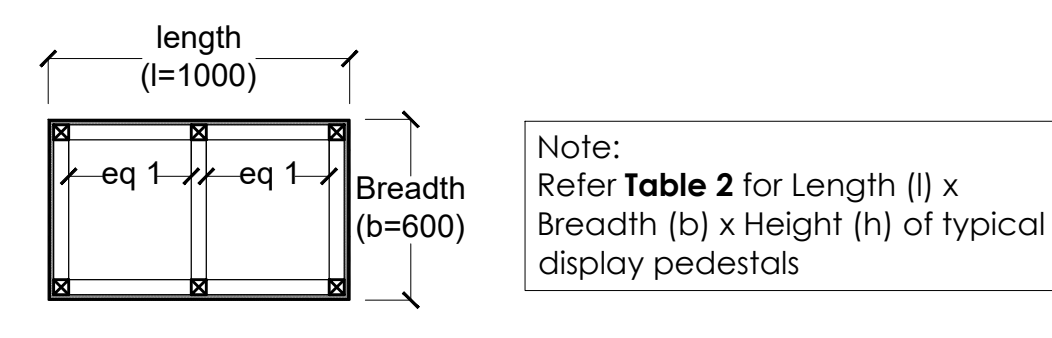 length
(l=1000)
eq 1
eq 1
Breadth
(b=600)
Note:
Refer Table 2 for Length (l) x
Breadth (b) x Height (h) of typical
display pedestals